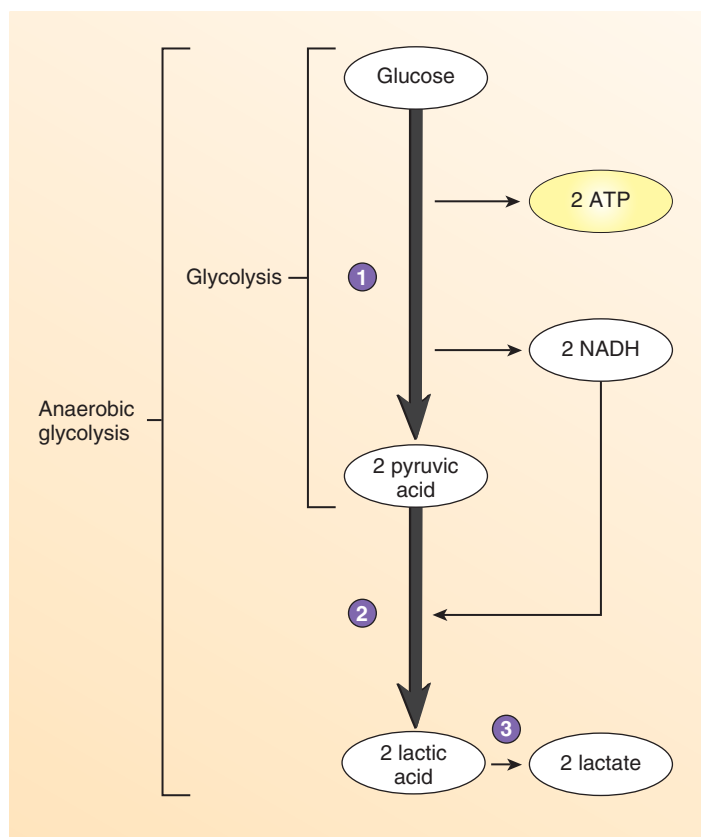 Glucose
2 ATP
Glycolysis
1
2 NADH
Anaerobic
glycolysis
2 pyruvic
acid
2
3
2 lactic
acid
2 lactate